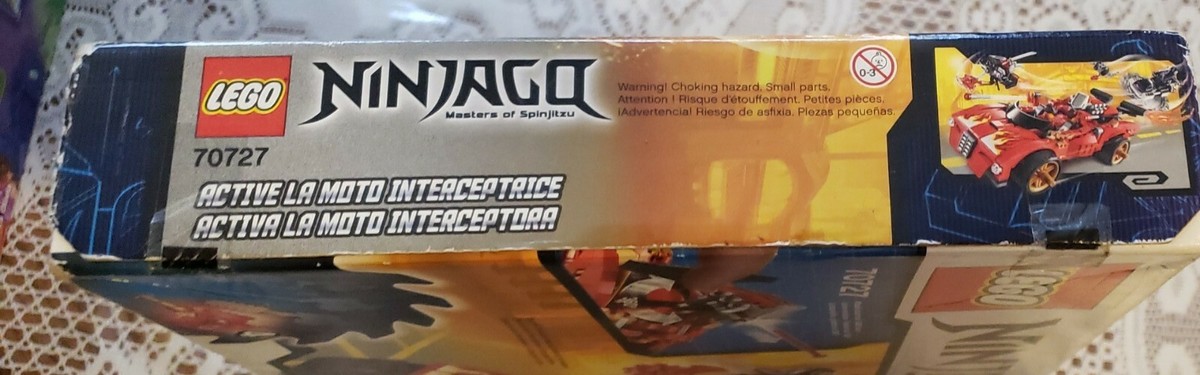 LEGO
NINJAGO
Masters of Spinjitzu
70727
ACTIVE LA MOTO INTERCEPTRICE
ACTIVA LA MOTO INTERCEPTORA
Warning! Choking hazard. Small parts.
Attention ! Risque d'étouffement. Petites pièces.
¡Advertencia! Riesgo de asfixia. Piezas pequeñas.
0-3
70727
LEGO